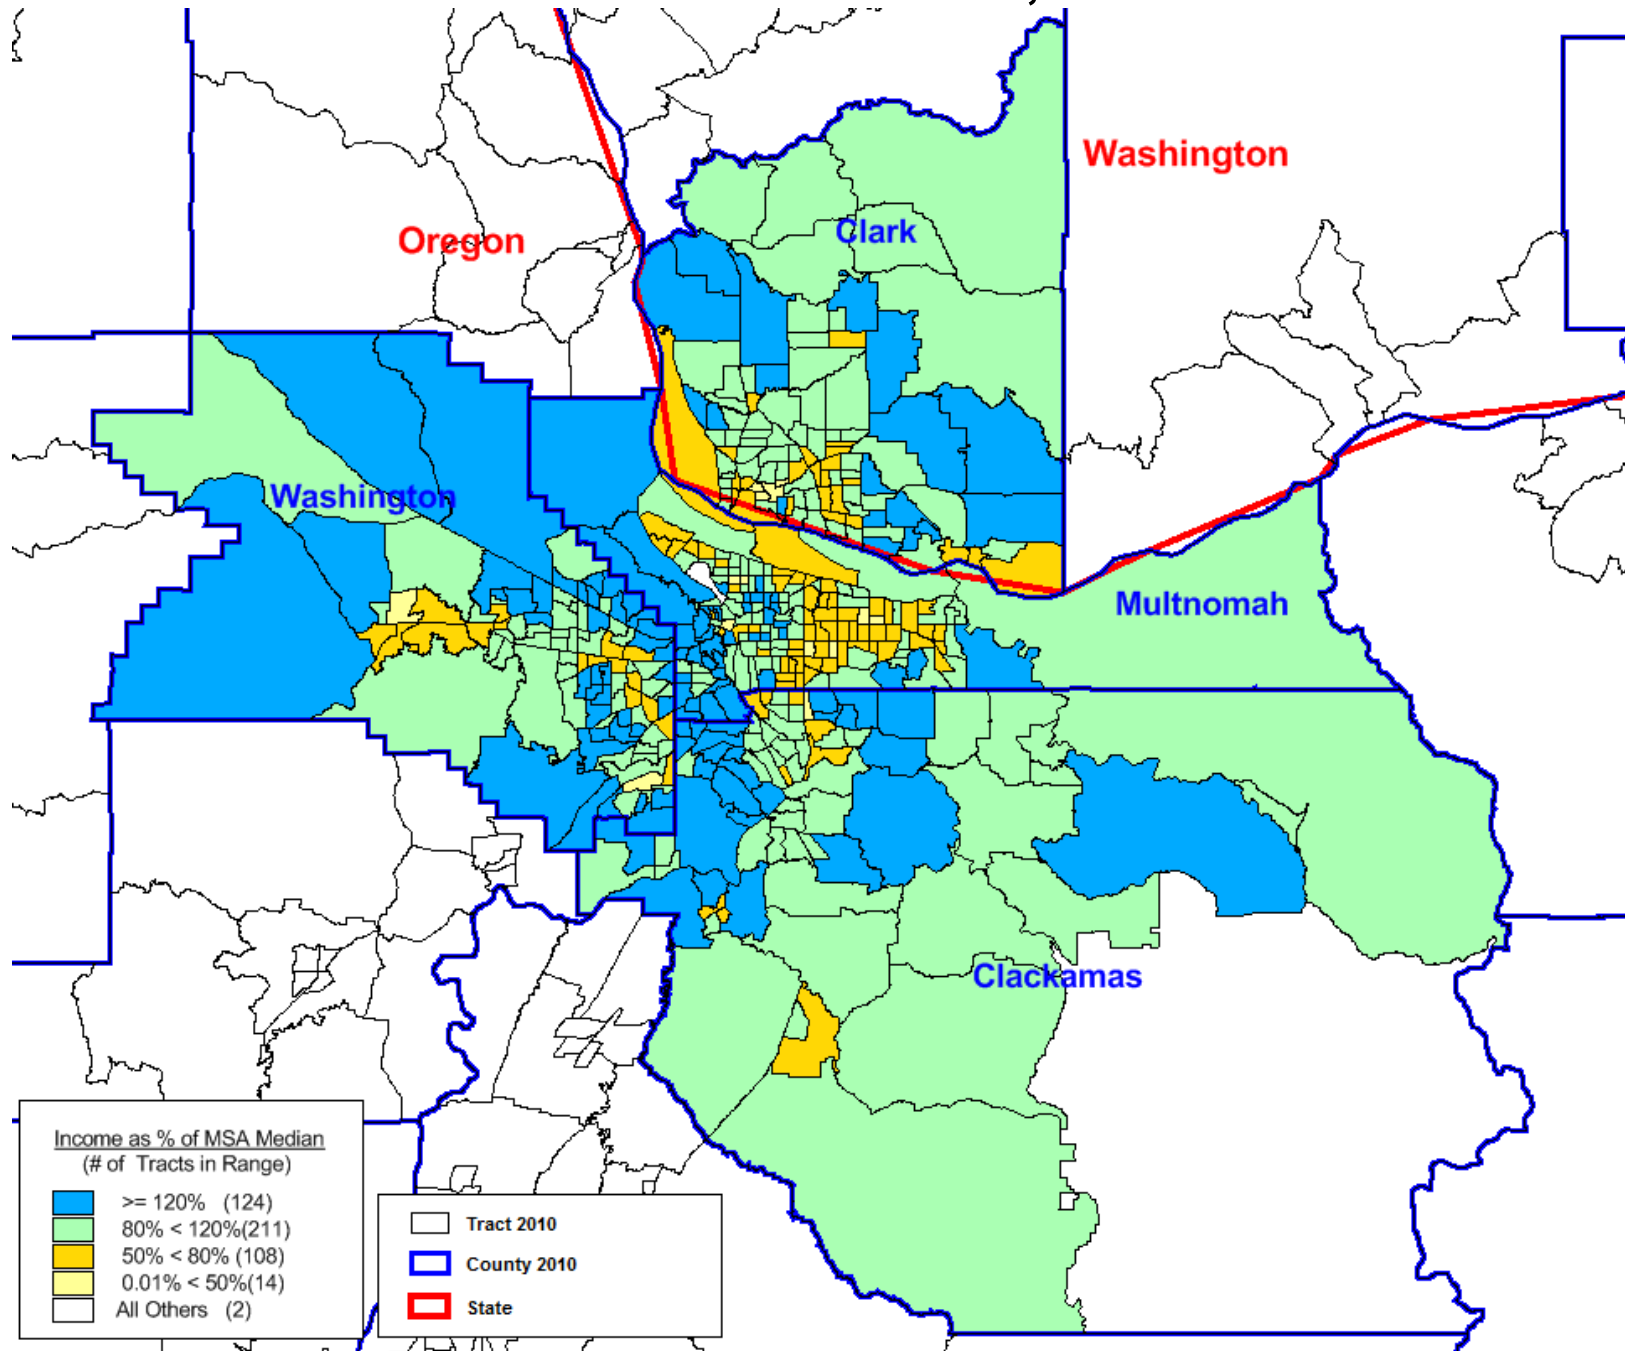 Washington
Clark
Oregon
Washington
Multnomah
Clackamas
Income as % of MSA Median
(# of Tracts in Range)
>= 120% (124)
80% < 120%(211)
50% < 80% (108)
0.01% < 50%(14)
All Others (2)
Tract 2010
County 2010
State